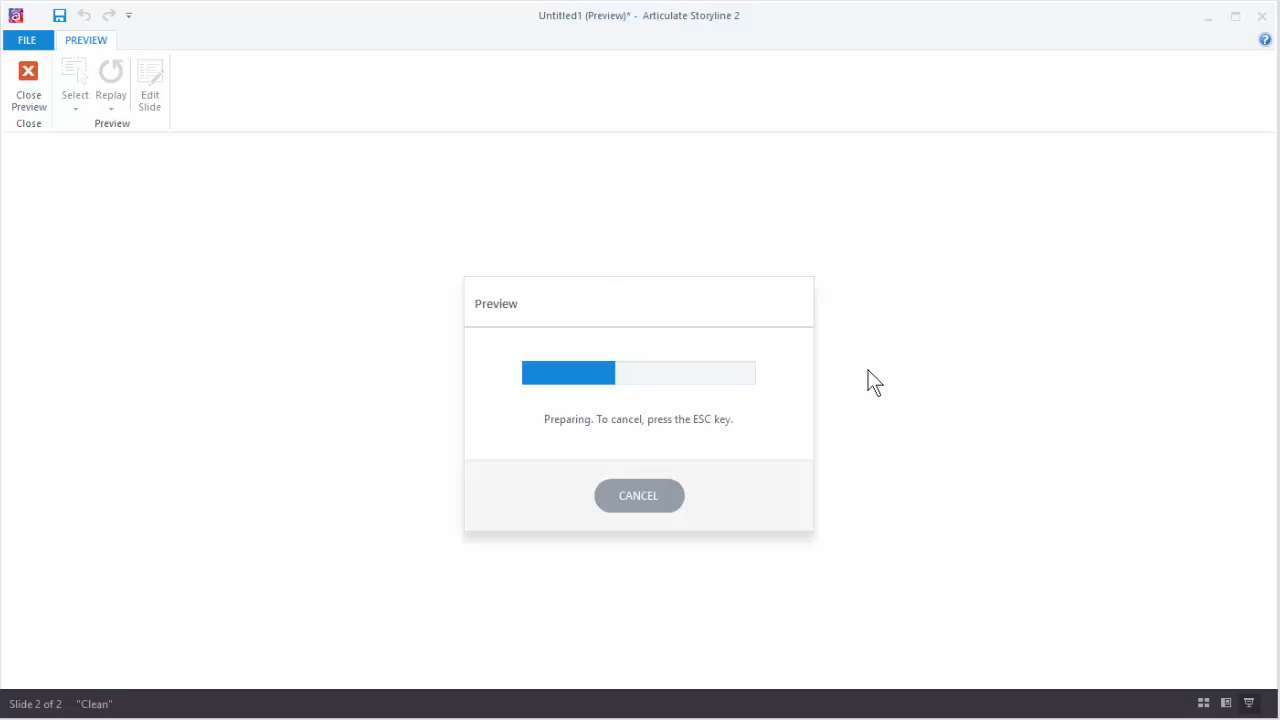 Untitled1 (Preview)* - Articulate Storyline 2
FILE
PREVIEW
Close Preview
Select
Replay
Edit Slide
Close
Preview
Preview
Preparing. To cancel, press the ESC key.
CANCEL
Slide 2 of 2
"Clean"